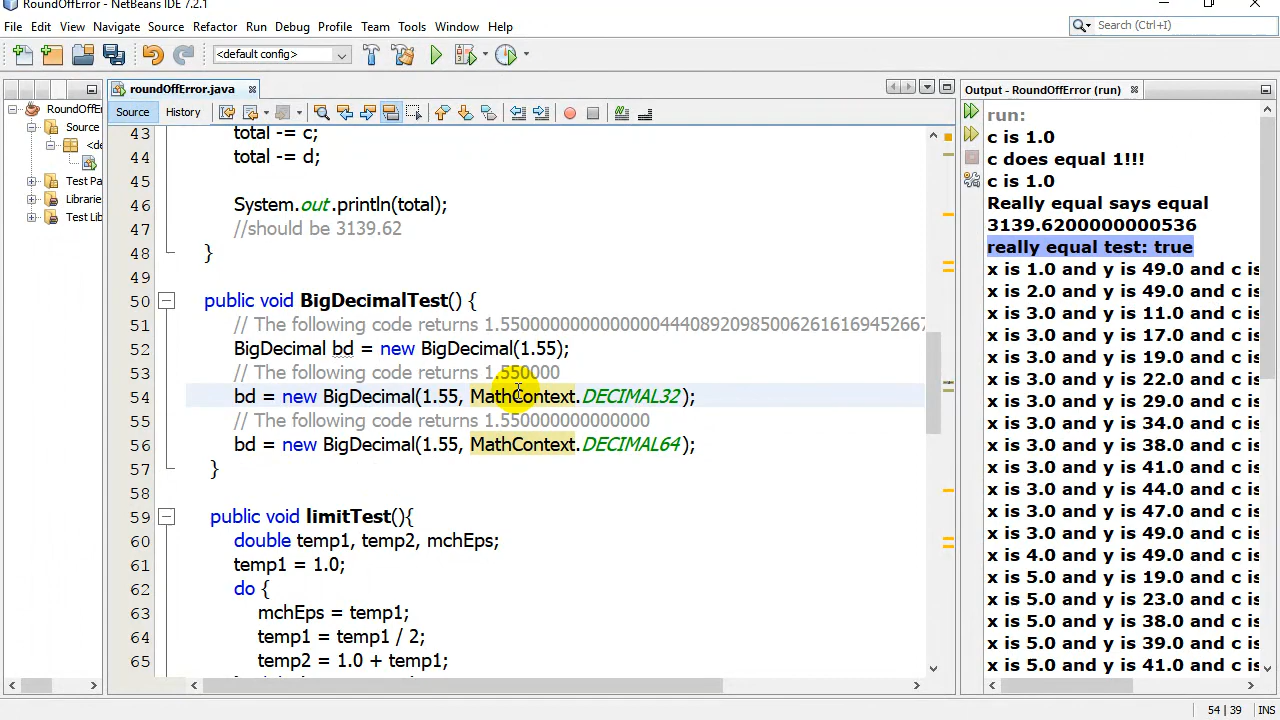 RoundOffError - NetBeans IDE 7.2.1
File Edit View Navigate Source Refactor Run Debug Profile Team Tools Window Help
Search (Ctrl+I)
<default config>
roundOffError.java
Source History
RoundOffE
Source
<de
Test Pa
Libraries
Test Lib
43 total -= c;
44 total -= d;
45
46 System.out.println(total);
47 //should be 3139.62
48 }
49
50 public void BigDecimalTest() {
51 // The following code returns 1.5500000000000000444089209850062616169452667
52 BigDecimal bd = new BigDecimal(1.55);
53 // The following code returns 1.550000
54 bd = new BigDecimal(1.55, MathContext.DECIMAL32);
55 // The following code returns 1.550000000000000
56 bd = new BigDecimal(1.55, MathContext.DECIMAL64);
57 }
58
59 public void limitTest(){
60 double temp1, temp2, mchEps;
61 temp1 = 1.0;
62 do {
63 mchEps = temp1;
64 temp1 = temp1 / 2;
65 temp2 = 1.0 + temp1;
Output - RoundOffError (run)
run:
c is 1.0
c does equal 1!!!
c is 1.0
Really equal says equal
3139.6200000000536
really equal test: true
x is 1.0 and y is 49.0 and c is
x is 2.0 and y is 49.0 and c is
x is 3.0 and y is 11.0 and c is
x is 3.0 and y is 17.0 and c is
x is 3.0 and y is 19.0 and c is
x is 3.0 and y is 22.0 and c is
x is 3.0 and y is 29.0 and c is
x is 3.0 and y is 34.0 and c is
x is 3.0 and y is 38.0 and c is
x is 3.0 and y is 41.0 and c is
x is 3.0 and y is 44.0 and c is
x is 3.0 and y is 47.0 and c is
x is 3.0 and y is 49.0 and c is
x is 4.0 and y is 49.0 and c is
x is 5.0 and y is 19.0 and c is
x is 5.0 and y is 23.0 and c is
x is 5.0 and y is 38.0 and c is
x is 5.0 and y is 39.0 and c is
x is 5.0 and y is 41.0 and c is
54 | 39 INS